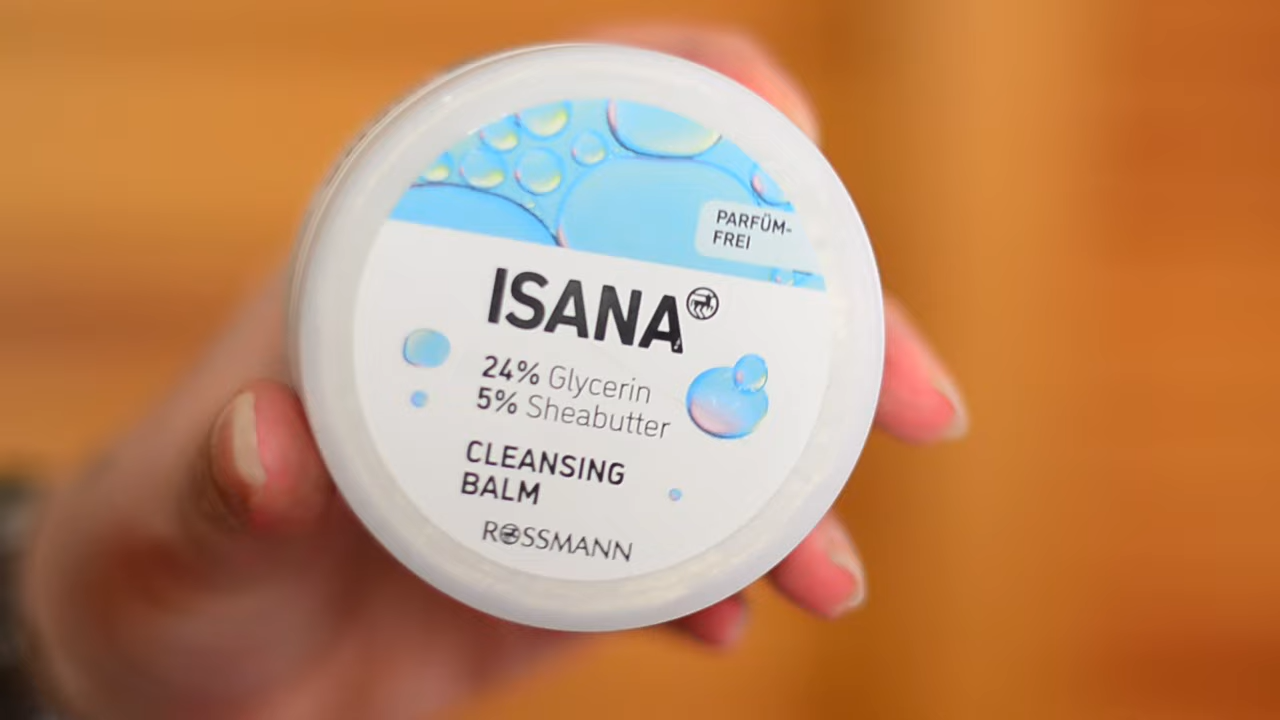 PARFÜM-
FREI
ISANA
24% Glycerin
5% Sheabutter
CLEANSING
BALM
ROSSMANN